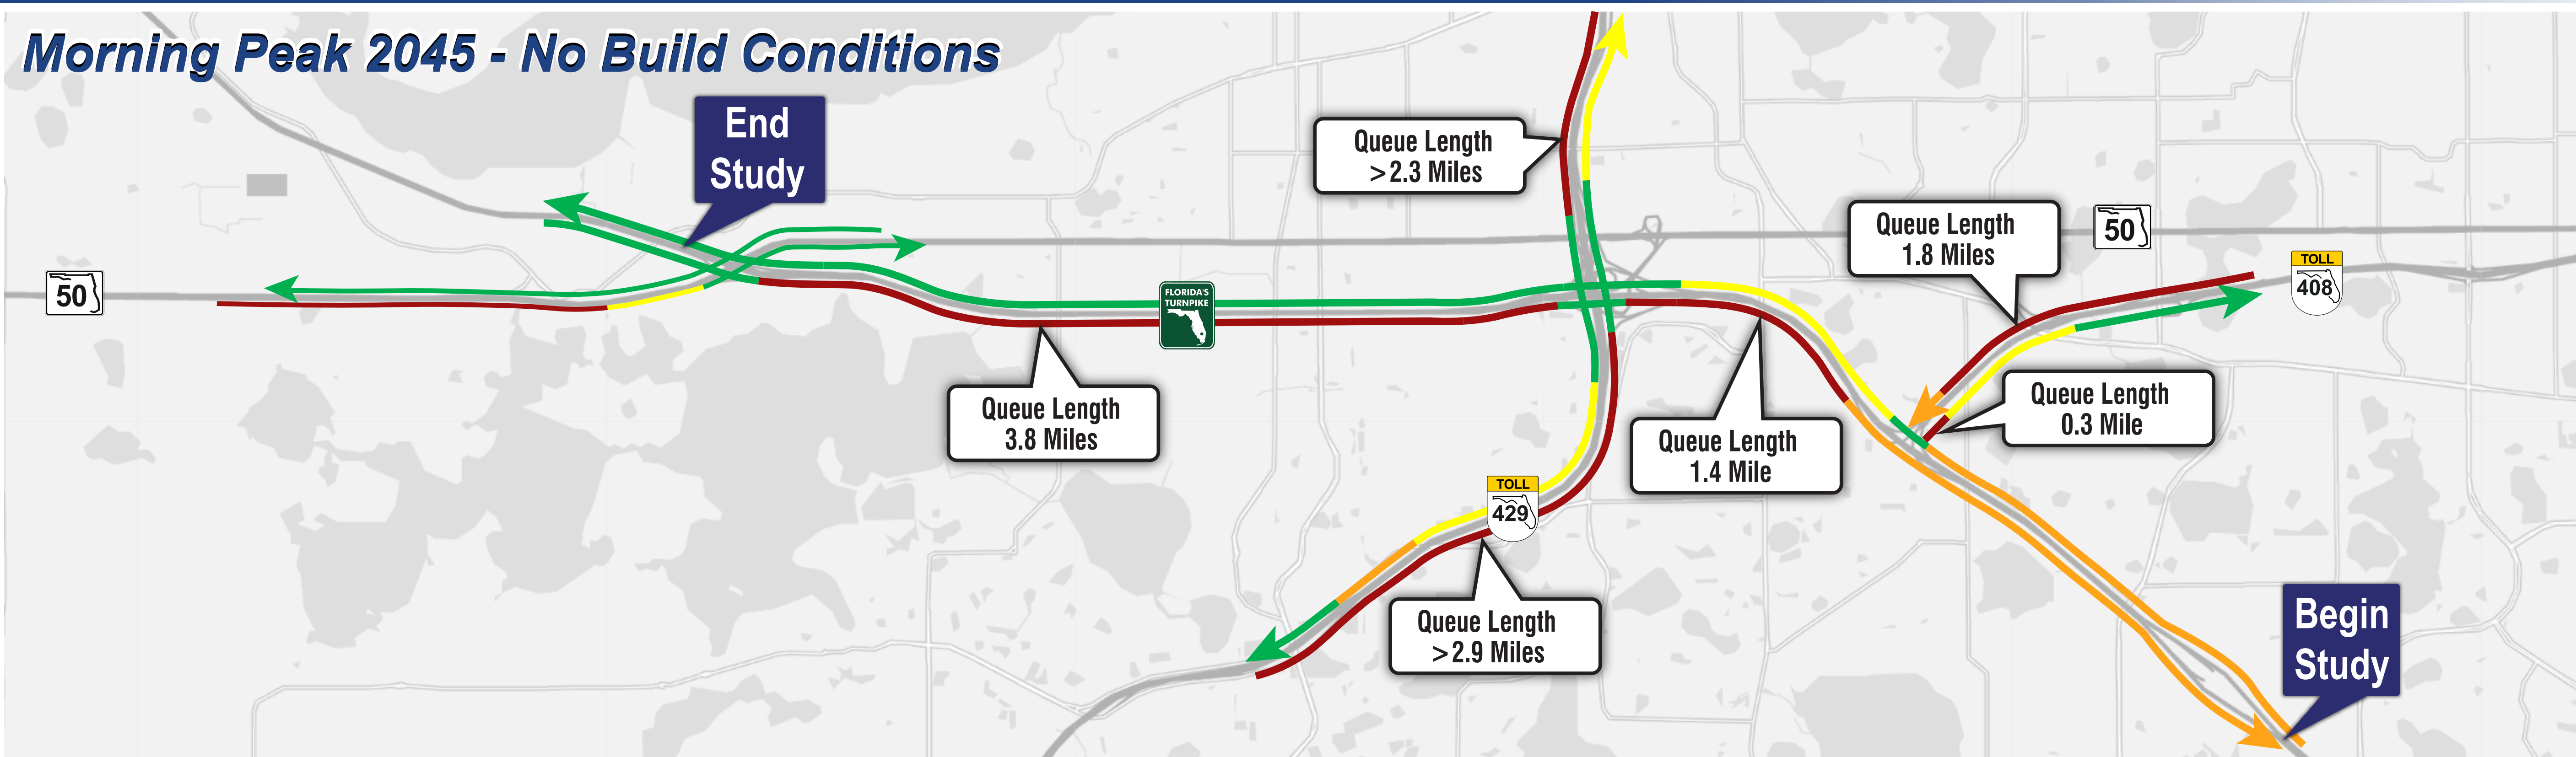 Morning Peak 2045 - No Build Conditions
End
Study
Queue Length
>2.3 Miles
Queue Length
1.8 Miles
50
TOLL
408
50
FLORIDA'S
TURNPIKE
Queue Length
3.8 Miles
Queue Length
1.4 Mile
Queue Length
0.3 Mile
TOLL
429
Queue Length
>2.9 Miles
Begin
Study